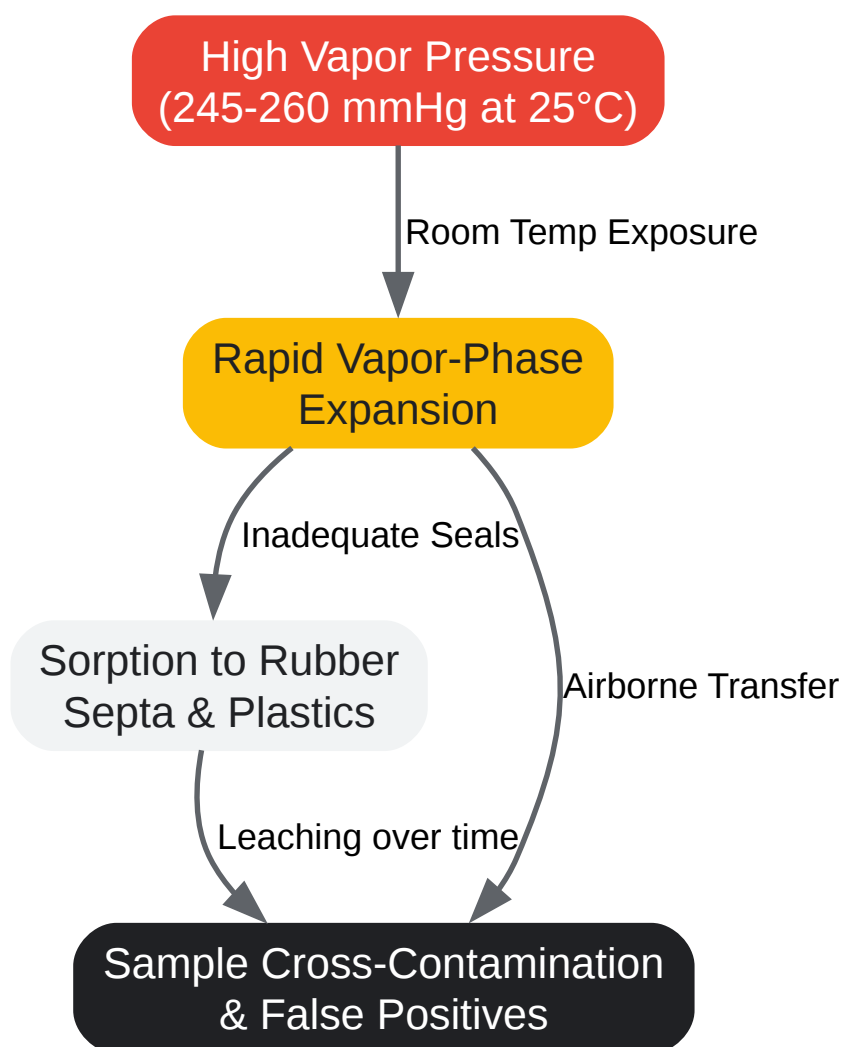 High Vapor Pressure
(245-260 mmHg at 25°C)
Room Temp Exposure
Rapid Vapor-Phase
Expansion
Inadequate Seals
Sorption to Rubber
Septa & Plastics
Airborne Transfer
Leaching over time
Sample Cross-Contamination
& False Positives